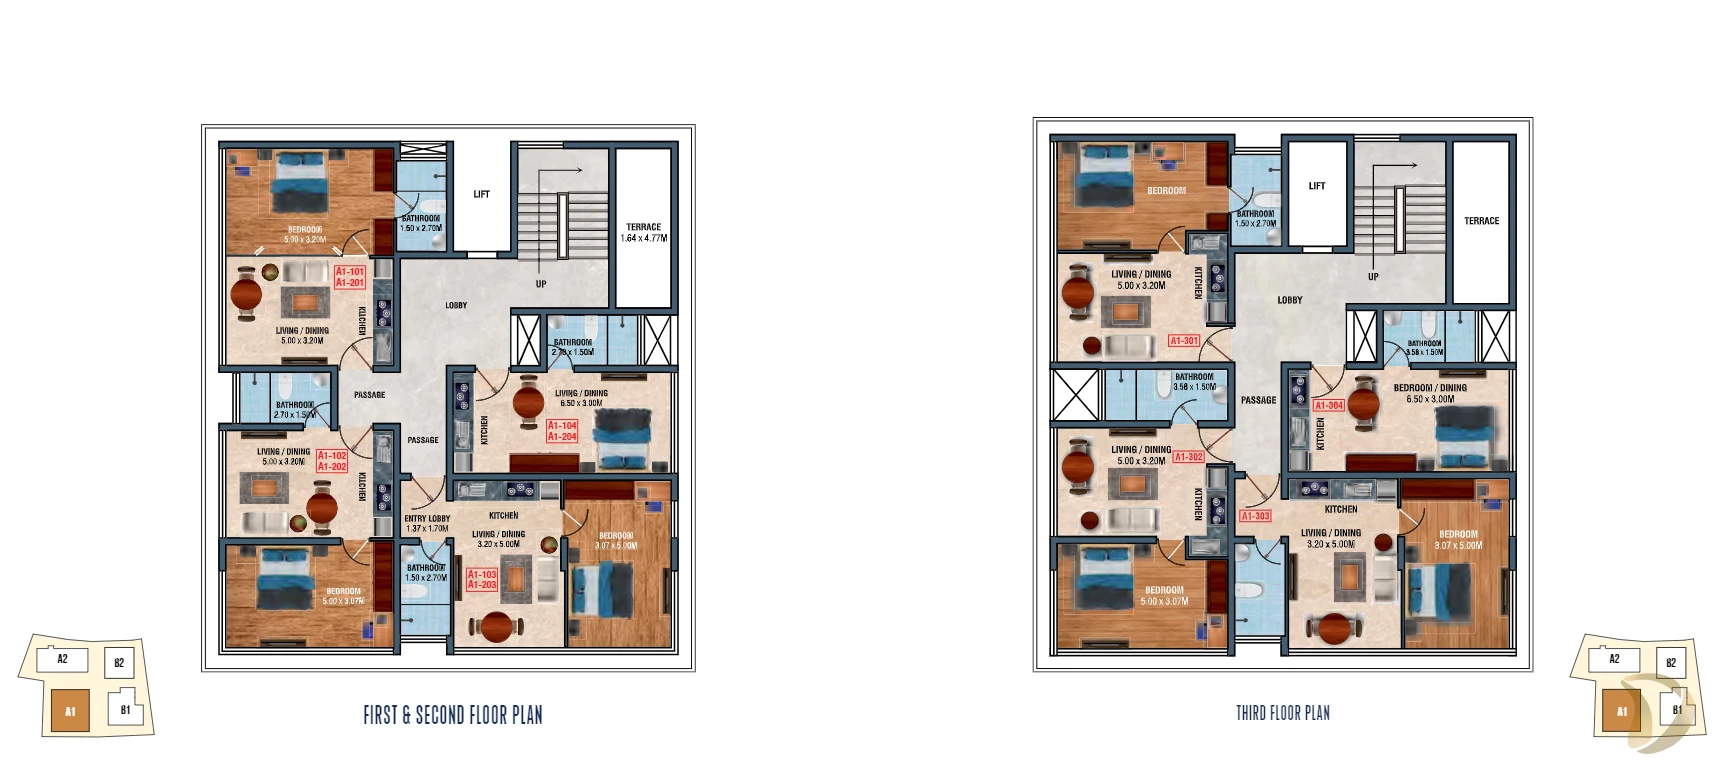 BEDROOM
5.00 x 3.20M
BATHROOM
1.60 x 2.70M
LIFT
TERRACE
1.64 x 4.77M
A1-101
A1-201
UP
LOBBY
KITCHEN
LIVING / DINING
5.00 x 3.20M
BATHROOM
2.70 x 1.50M
PASSAGE
BATHROOM
2.70 x 1.50M
LIVING / DINING
6.50 x 3.00M
A1-104
A1-204
KITCHEN
PASSAGE
LIVING / DINING
5.00 x 3.20M
A1-102
A1-202
KITCHEN
ENTRY LOBBY
1.37 x 1.70M
KITCHEN
LIVING / DINING
3.20 x 5.00M
BEDROOM
3.07 x 5.00M
BATHROOM
1.50 x 2.70M
A1-103
A1-203
BEDROOM
5.00 x 3.07M
A2
B2
A1
B1
FIRST & SECOND FLOOR PLAN
BEDROOM
BATHROOM
1.50 x 2.70M
LIFT
TERRACE
LIVING / DINING
5.00 x 3.20M
KITCHEN
UP
LOBBY
A1-301
BATHROOM
3.58 x 1.50M
BATHROOM
3.58 x 1.50M
PASSAGE
BEDROOM / DINING
6.50 x 3.00M
A1-304
KITCHEN
LIVING / DINING
5.00 x 3.20M
A1-302
KITCHEN
A1-303
KITCHEN
LIVING / DINING
3.20 x 5.00M
BEDROOM
3.07 x 5.00M
BEDROOM
5.00 x 3.07M
A2
B2
A1
B1
THIRD FLOOR PLAN